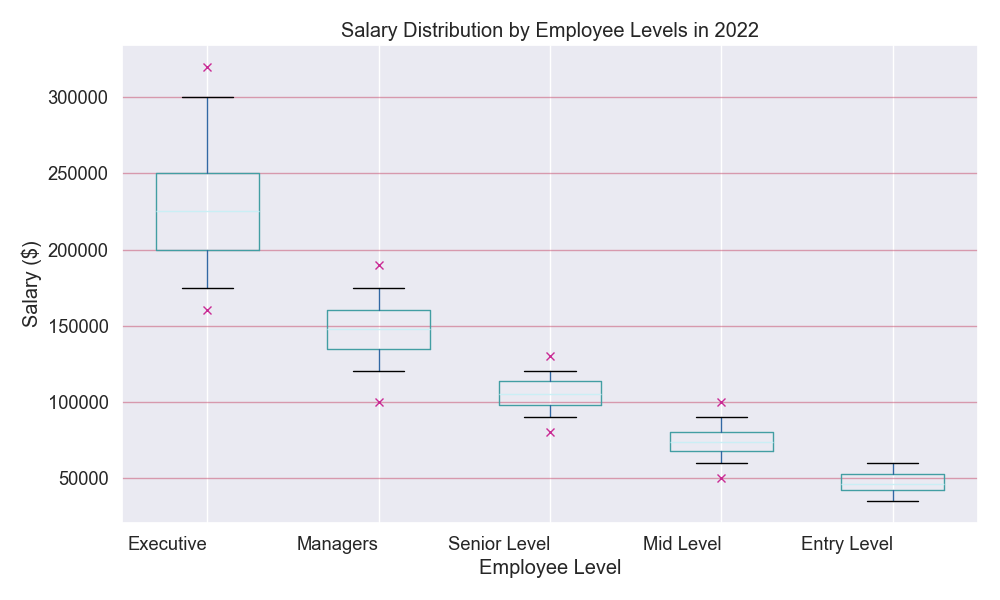 Salary Distribution by Employee Levels in 2022
Salary ($)
300000
250000
200000
150000
100000
50000
Executive
Managers
Senior Level
Mid Level
Entry Level
Employee Level